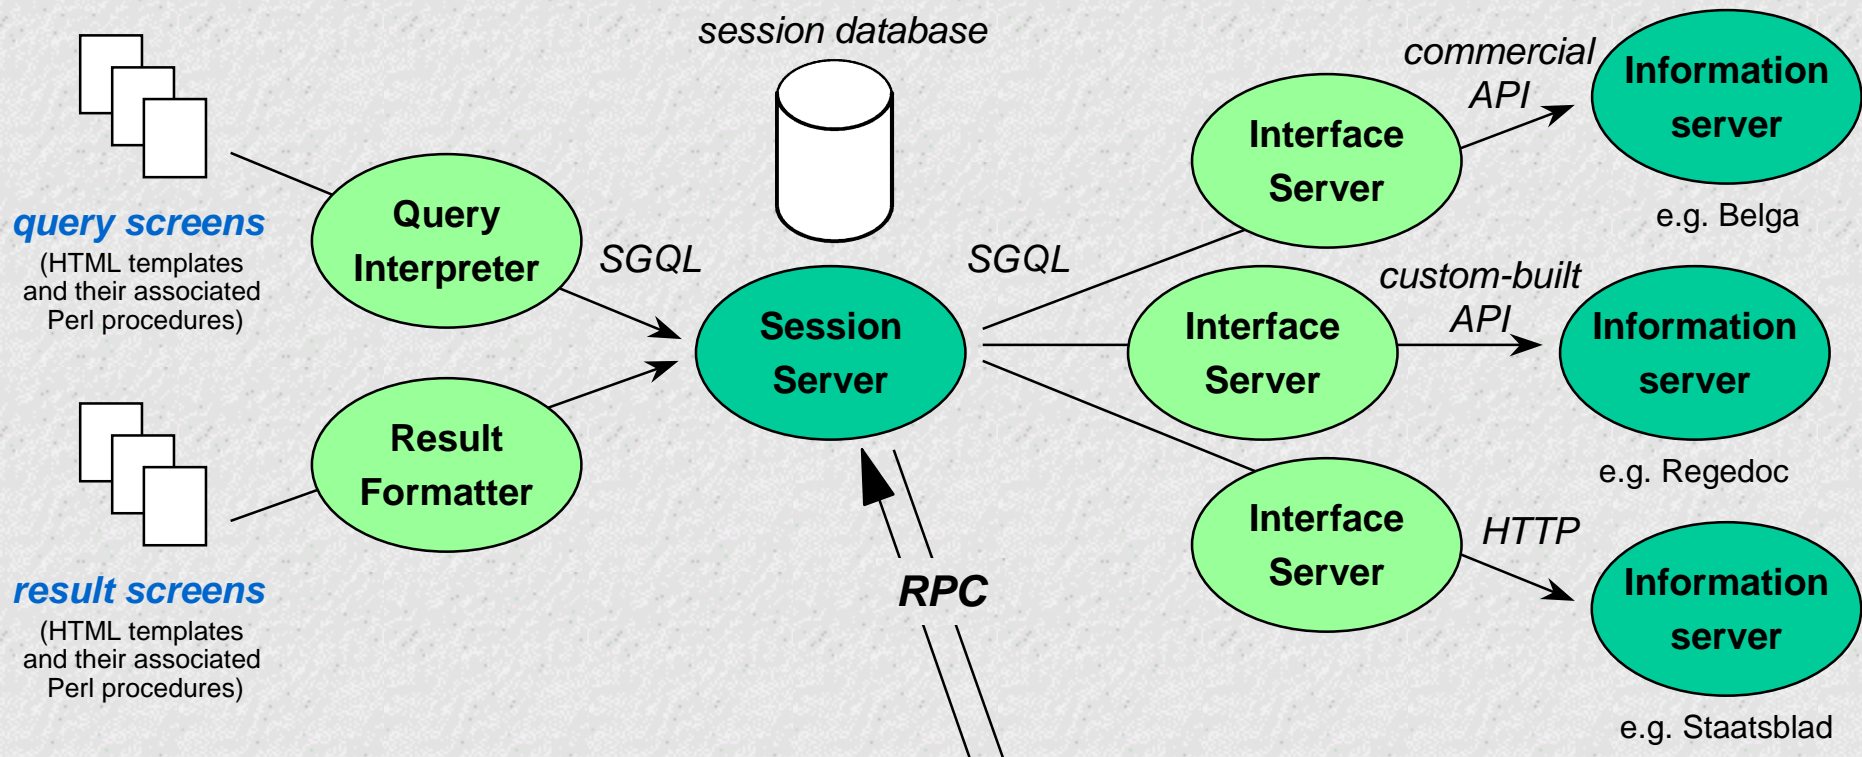 session database
query screens
(HTML templates
and their associated
Perl procedures)
Query
Interpreter
SGQL
result screens
(HTML templates
and their associated
Perl procedures)
Result
Formatter
Session
Server
RPC
SGQL
Interface
Server
commercial
API
Information
server
e.g. Belga
Interface
Server
custom-built
API
Information
server
e.g. Regedoc
Interface
Server
HTTP
Information
server
e.g. Staatsblad